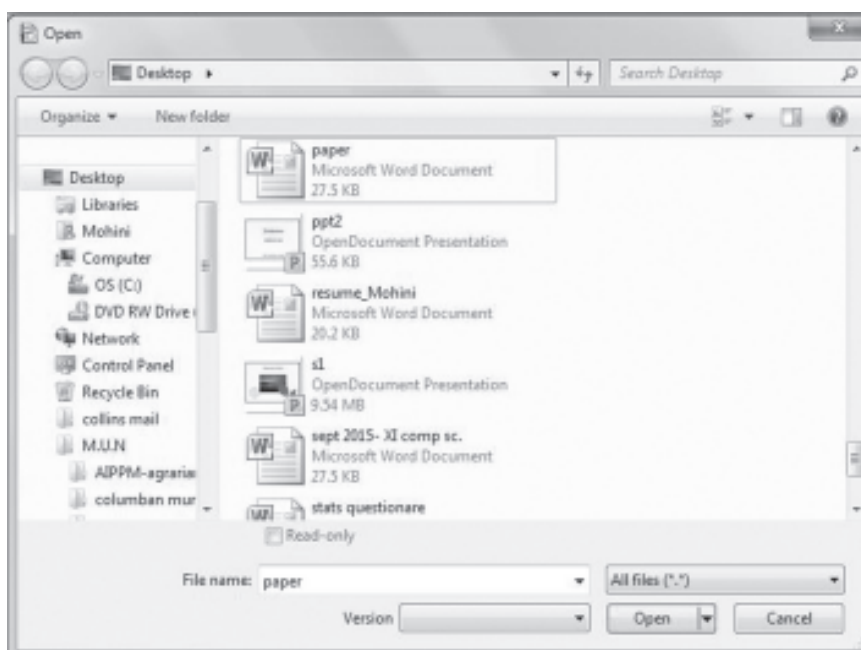 Open
Desktop
Search Desktop
Organize
New folder
Desktop
Libraries
Mohini
Computer
OS (C:)
DVD RW Drive
Network
Control Panel
Recycle Bin
collins mail
M.U.N
AIPPM-agraria
columban mur
paper
Microsoft Word Document
27.5 KB
ppt2
OpenDocument Presentation
55.6 KB
resume_Mohini
Microsoft Word Document
20.2 KB
s1
OpenDocument Presentation
9.54 MB
sept 2015- XI comp sc.
Microsoft Word Document
27.5 KB
stats questionare
Read-only
File name: paper
All files (*.*)
Version
Open
Cancel